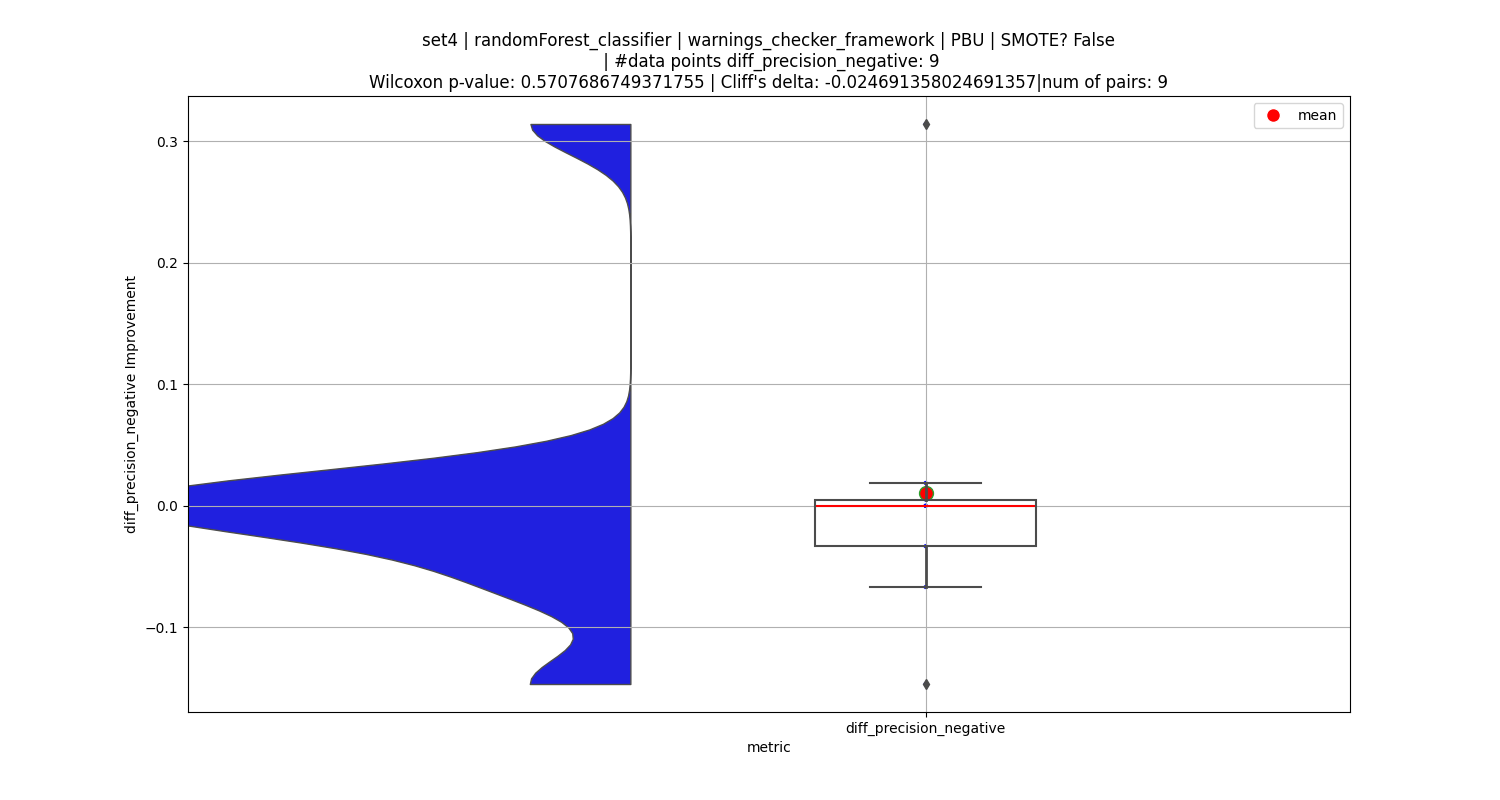 set4 | randomForest_classifier | warnings_checker_framework | PBU | SMOTE? False
| #data points diff_precision_negative: 9
Wilcoxon p-value: 0.5707686749371755 | Cliff's delta: -0.024691358024691357|num of pairs: 9
mean
0.3
0.2
0.1
0.0
−0.1
diff_precision_negative Improvement
diff_precision_negative
metric